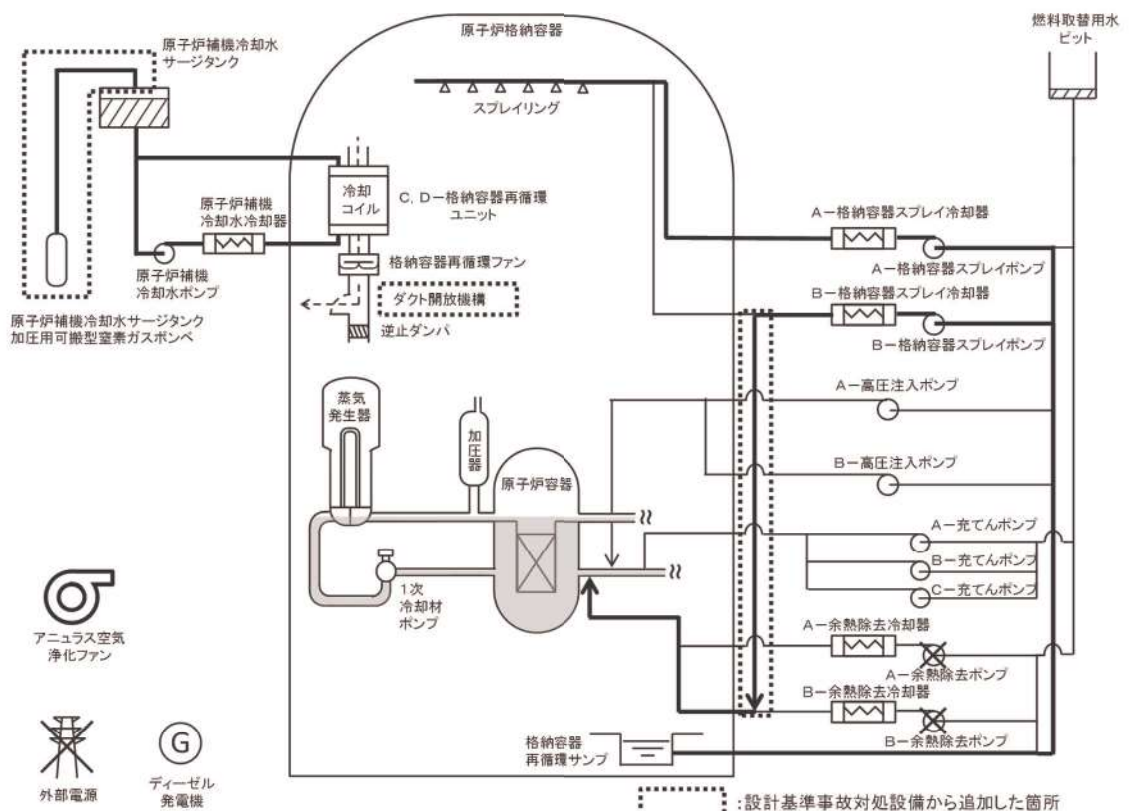 原子炉補機冷却水
サージタンク
原子炉格納容器
燃料取替用水
ピット
スプレイリング
冷却
コイル
C，D－格納容器再循環
ユニット
原子炉補機
冷却水冷却器
A－格納容器スプレイ冷却器
原子炉補機
冷却水ポンプ
格納容器再循環ファン
A－格納容器スプレイポンプ
ダクト開放機構
B－格納容器スプレイ冷却器
原子炉補機冷却水サージタンク
加圧用可搬型窒素ガスボンベ
逆止ダンパ
B－格納容器スプレイポンプ
A－高圧注入ポンプ
蒸気
発生器
加圧器
原子炉容器
B－高圧注入ポンプ
A－充てんポンプ
B－充てんポンプ
C－充てんポンプ
1次
冷却材
ポンプ
アニュラス空気
浄化ファン
A－余熱除去冷却器
A－余熱除去ポンプ
B－余熱除去冷却器
B－余熱除去ポンプ
格納容器
再循環サンプ
G
外部電源
ディーゼル
発電機
：設計基準事故対処設備から追加した箇所